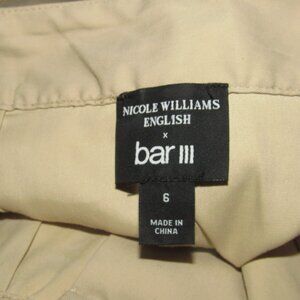 NICOLE WILLIAMS
ENGLISH
x
bar III
6
MADE IN
CHINA